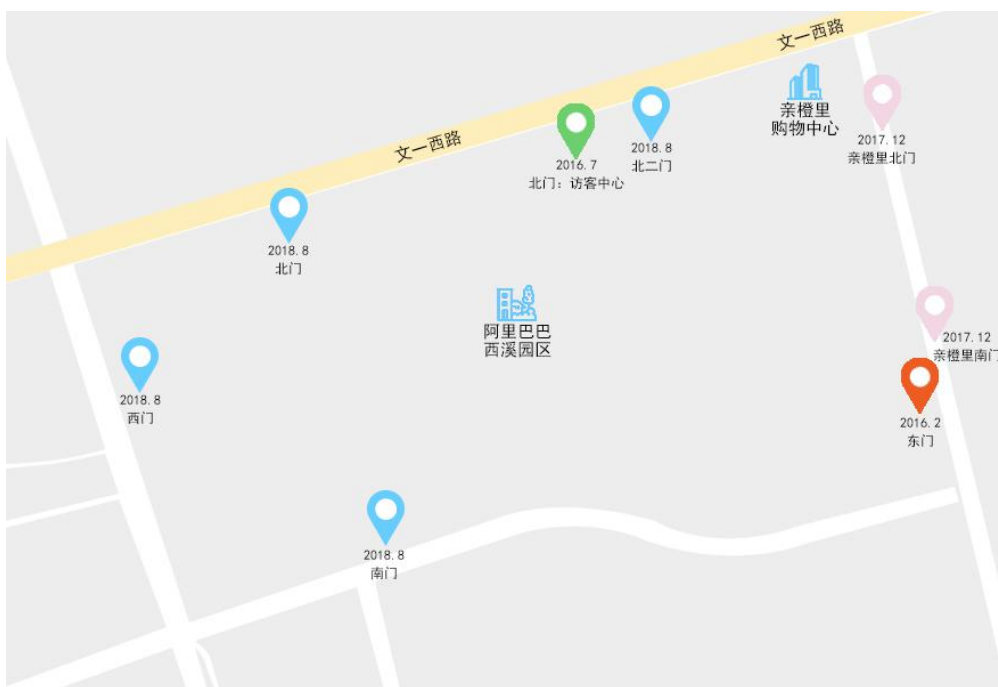 文一西路
亲橙里
购物中心
2017.12
亲橙里北门
文一西路
2016.7
北门：访客中心
2018.8
北二门
2018.8
北门
阿里巴巴
西溪园区
2017.12
亲橙里南门
2018.8
西门
2016.2
东门
2018.8
南门